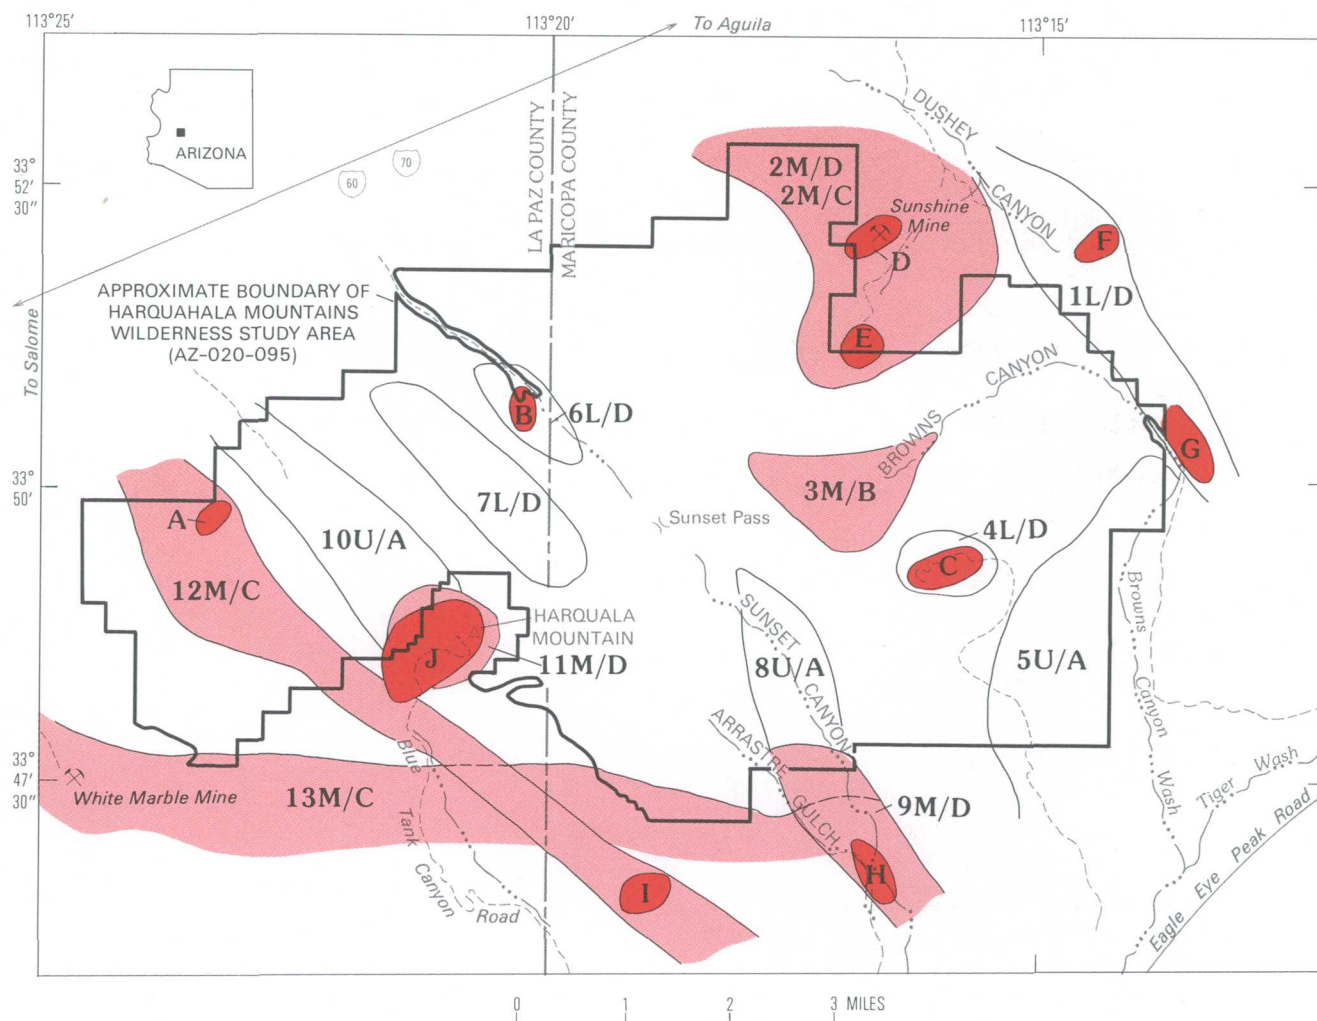 113°25′
113°20′
To Aguila
113°15′
ARIZONA
70
60
LA PAZ COUNTY
MARICOPA COUNTY
DUSHEY
CANYON
33°
52′
30″
2M/D
2M/C
Sunshine
Mine
D
F
E
1L/D
APPROXIMATE BOUNDARY OF
HARQUAHALA MOUNTAINS
WILDERNESS STUDY AREA
(AZ-020-095)
To Salome
B
6L/D
BROWNS
CANYON
G
33°
50′
A
7L/D
3M/B
Sunset Pass
10U/A
4L/D
C
12M/C
HARQUALA
MOUNTAIN
J
11M/D
SUNSET
CANYON
8U/A
5U/A
Browns
Canyon
Wash
ARRASTRE
GULCH
33°
47′
30″
White Marble Mine
13M/C
Blue
Tank
Canyon
Road
9M/D
H
I
Tiger Wash
Eagle Eye Peak Road
0 1 2 3 MILES